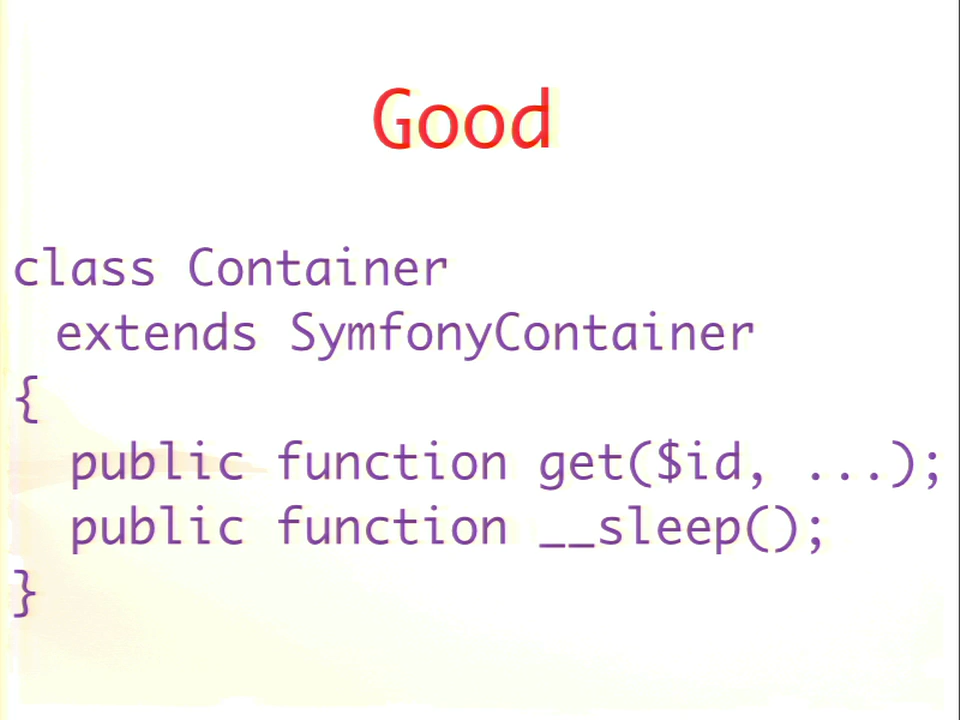 Good
class Container
extends SymfonyContainer
{
public function get($id, ...);
public function __sleep();
}